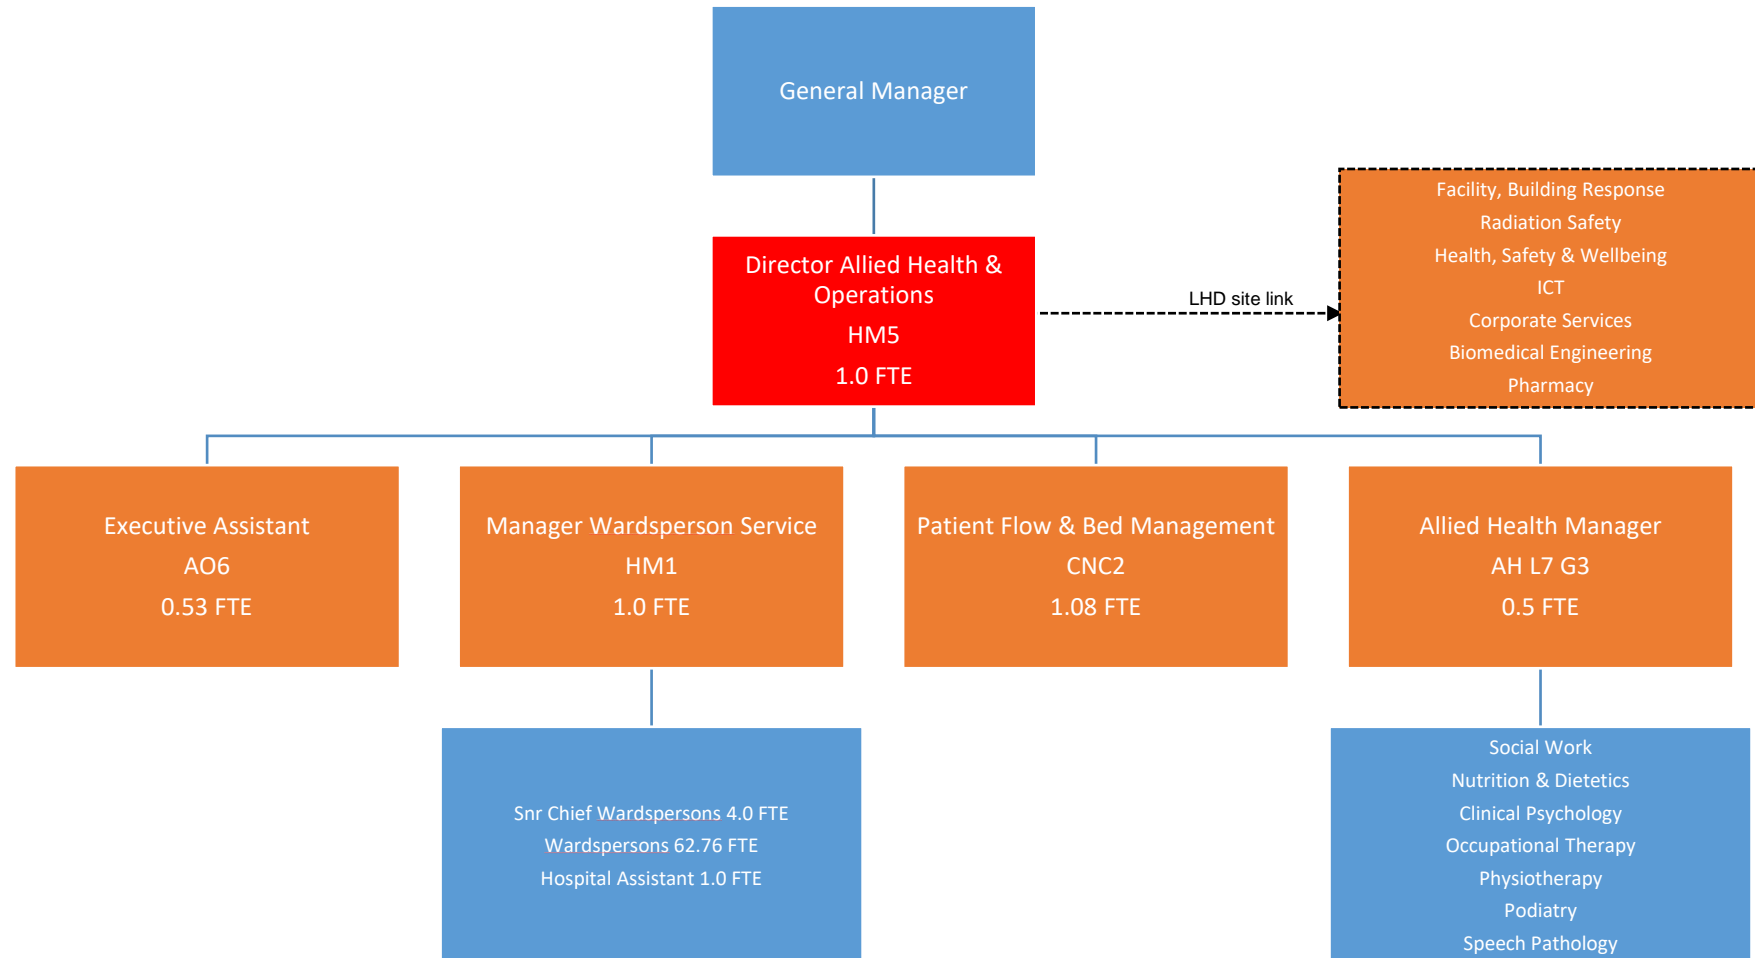 General Manager
Facility, Building Response
Radiation Safety
Health, Safety & Wellbeing
ICT
Corporate Services
Biomedical Engineering
Pharmacy
Director Allied Health &
Operations
HM5
1.0 FTE
LHD site link
Executive Assistant
AO6
0.53 FTE
Manager Wardsperson Service
HM1
1.0 FTE
Patient Flow & Bed Management
CNC2
1.08 FTE
Allied Health Manager
AH L7 G3
0.5 FTE
Snr Chief Wardspersons 4.0 FTE
Wardspersons 62.76 FTE
Hospital Assistant 1.0 FTE
Social Work
Nutrition & Dietetics
Clinical Psychology
Occupational Therapy
Physiotherapy
Podiatry
Speech Pathology